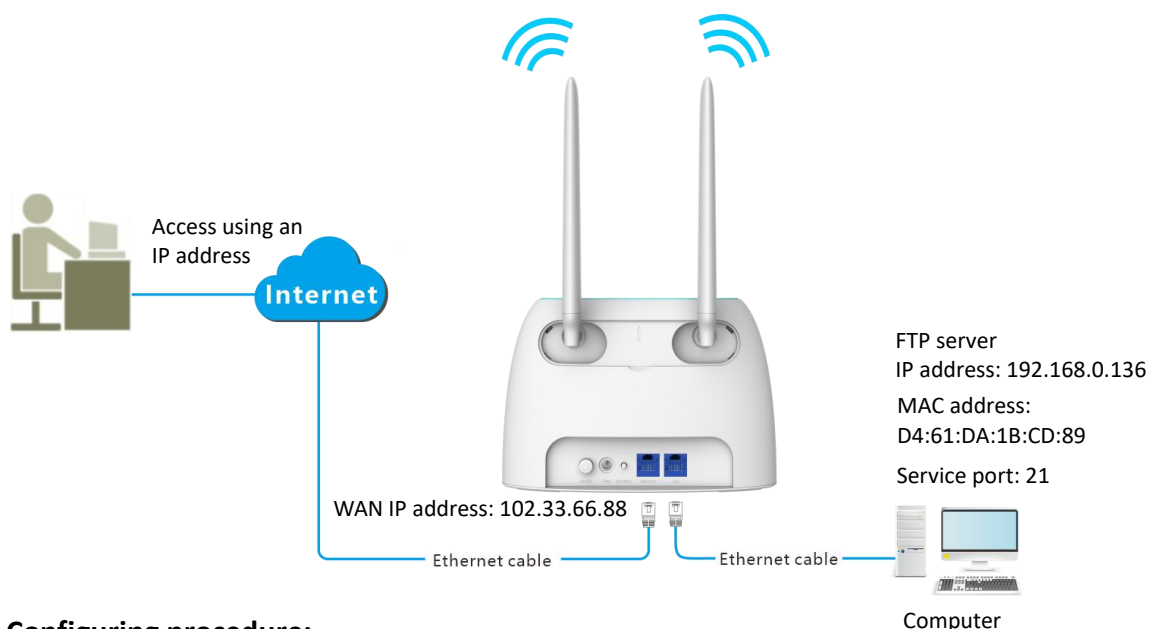 Access using an
IP address
Internet
FTP server
IP address: 192.168.0.136
MAC address:
D4:61:DA:1B:CD:89
Service port: 21
WAN IP address: 102.33.66.88
Ethernet cable
Ethernet cable
Computer
Configuring procedure: